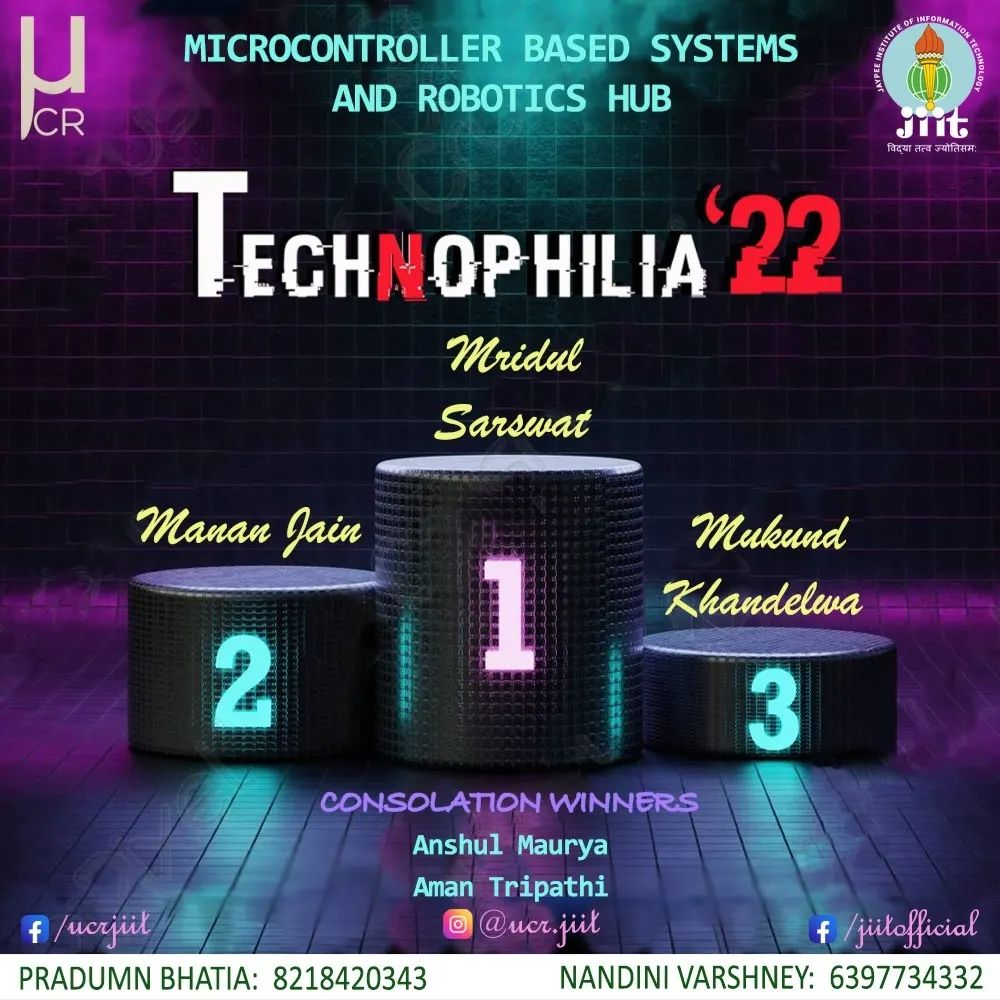 μCR
MICROCONTROLLER BASED SYSTEMS
AND ROBOTICS HUB
JAYPEE INSTITUTE OF INFORMATION TECHNOLOGY
jiit
विद्या तत्व ज्योतिसम:
TECHNOPHILIA '22
Mridul
Sarswat
Manan Jain
Mukund
Khandelwa
1
2
3
CONSOLATION WINNERS
Anshul Maurya
Aman Tripathi
/ucrjiit
@ucr.jiit
/jiitofficial
PRADUMN BHATIA: 8218420343
NANDINI VARSHNEY: 6397734332